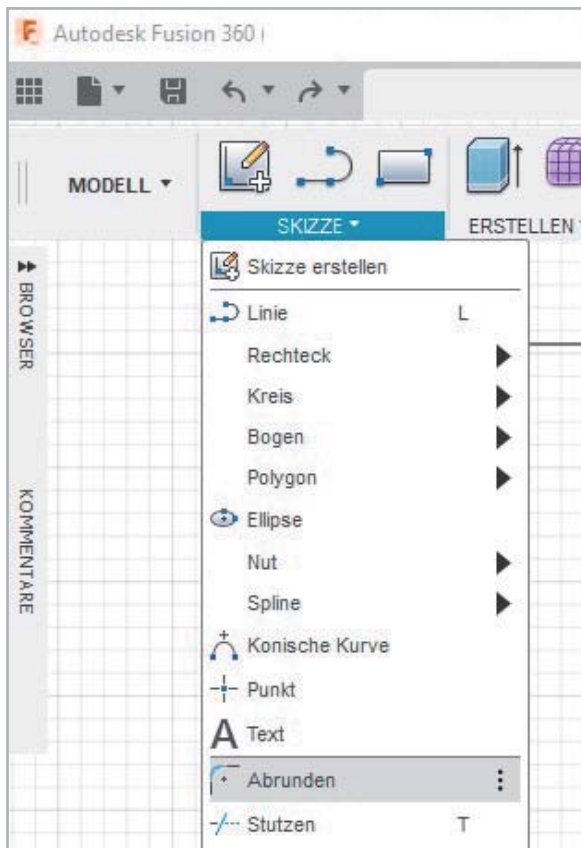 Autodesk Fusion 360
MODELL
SKIZZE
ERSTELLEN
BROWSER
KOMMENTARE
Skizze erstellen
Linie L
Rechteck
Kreis
Bogen
Polygon
Ellipse
Nut
Spline
Konische Kurve
Punkt
A Text
Abrunden
Stutzen T